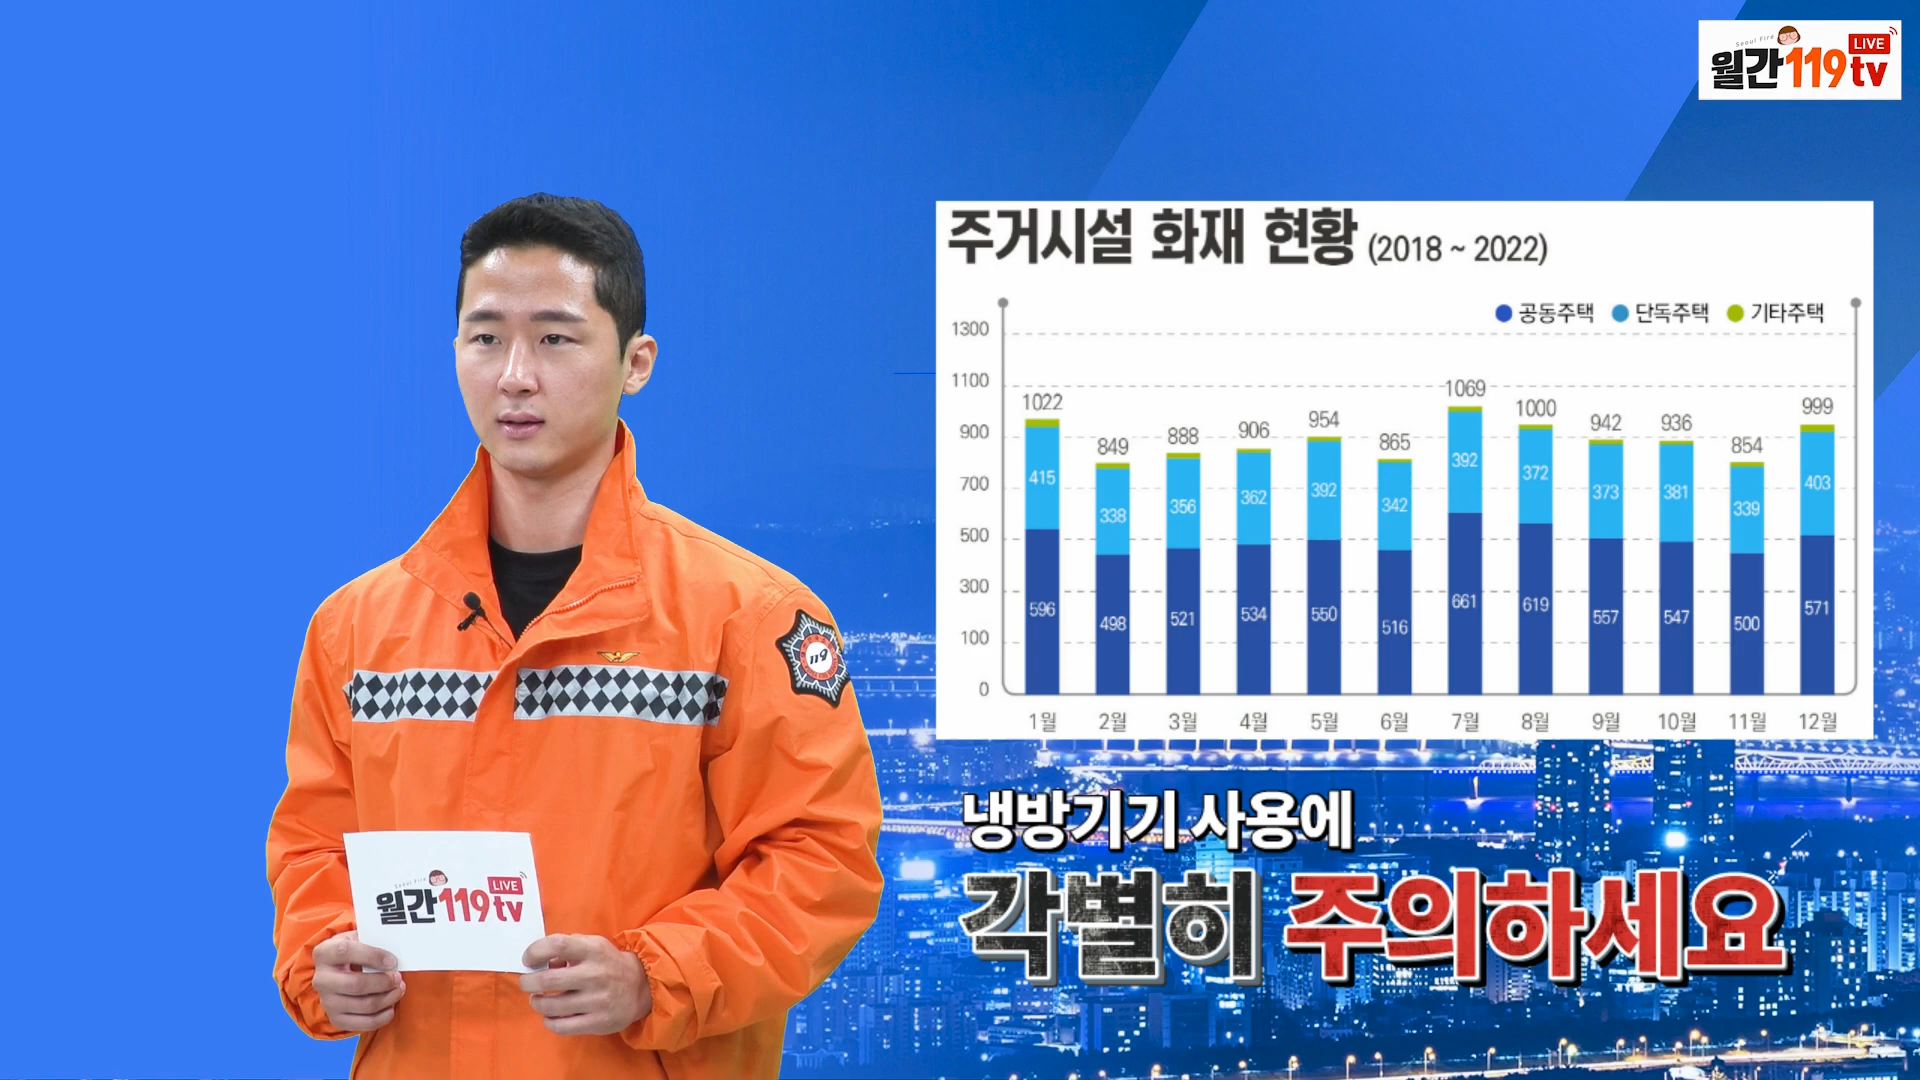 Seoul Fire
LIVE
월간119tv
주거시설 화재 현황 (2018 ~ 2022)
공동주택 단독주택 기타주택
1300
1100
900
700
500
300
100
0
1022 849 888 906 954 865 1069 1000 942 936 854 999
415 338 356 362 392 342 392 372 373 381 339 403
596 498 521 534 550 516 661 619 557 547 500 571
1월 2월 3월 4월 5월 6월 7월 8월 9월 10월 11월 12월
119
냉방기기 사용에
각별히 주의하세요
Seoul Fire
LIVE
월간119tv